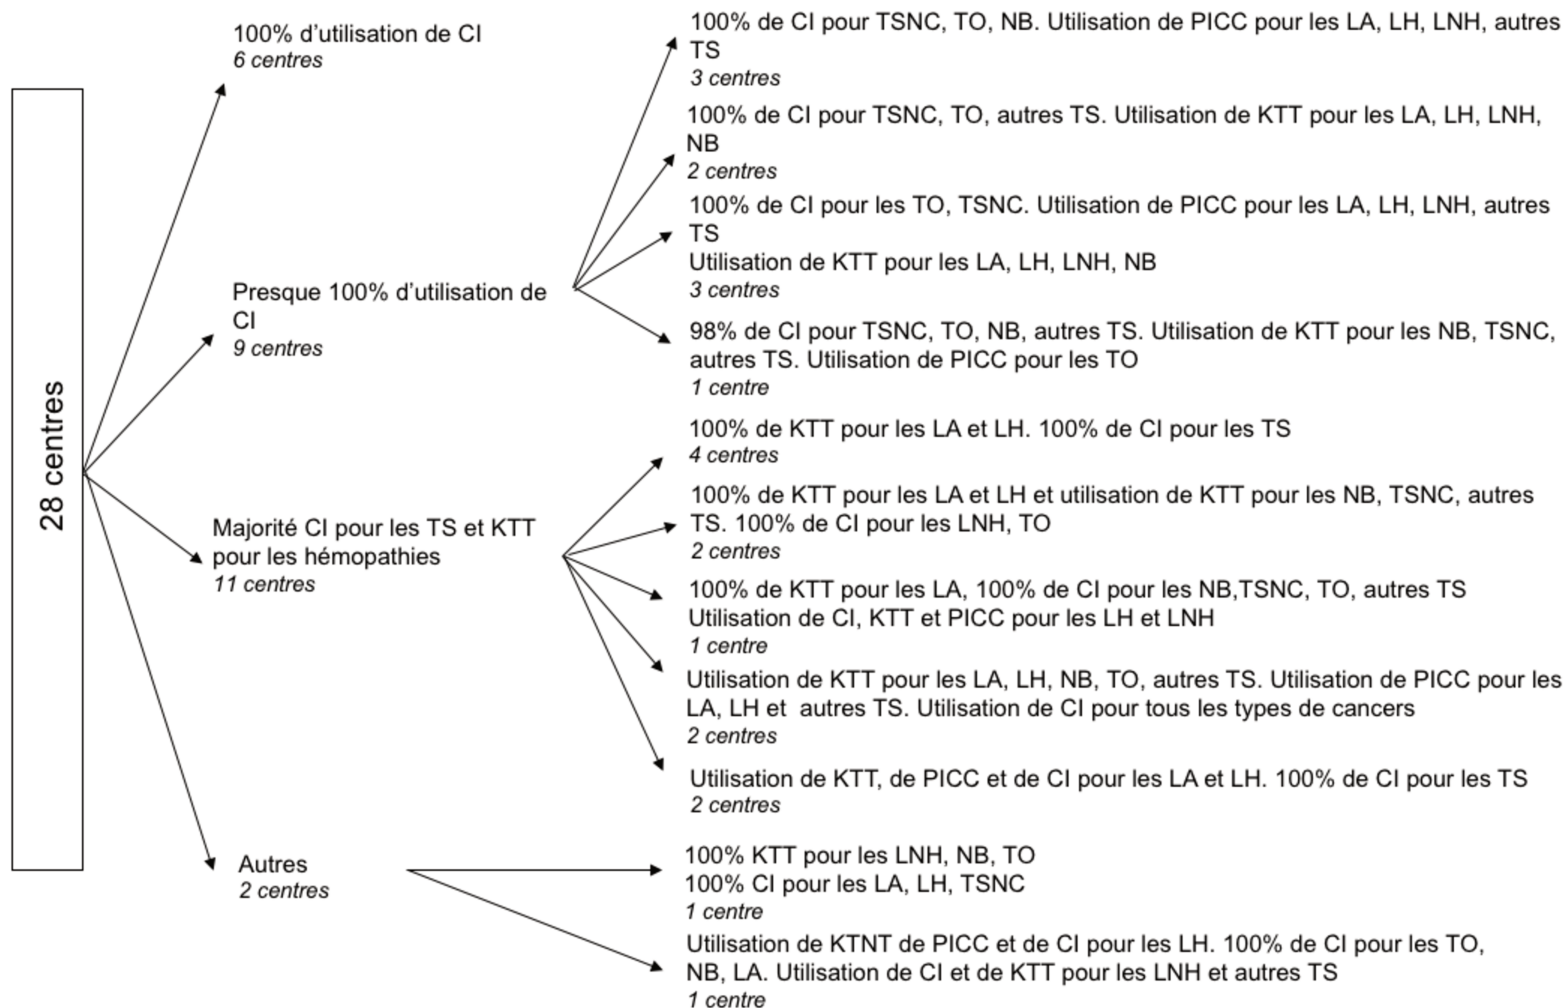 28 centres
100% d'utilisation de CI
6 centres
Presque 100% d'utilisation de
CI
9 centres
100% de CI pour TSNC, TO, NB. Utilisation de PICC pour les LA, LH, LNH, autres
TS
3 centres
100% de CI pour TSNC, TO, autres TS. Utilisation de KTT pour les LA, LH, LNH,
NB
2 centres
100% de CI pour les TO, TSNC. Utilisation de PICC pour les LA, LH, LNH, autres
TS
Utilisation de KTT pour les LA, LH, LNH, NB
3 centres
98% de CI pour TSNC, TO, NB, autres TS. Utilisation de KTT pour les NB, TSNC,
autres TS. Utilisation de PICC pour les TO
1 centre
Majorité CI pour les TS et KTT
pour les hémopathies
11 centres
100% de KTT pour les LA et LH. 100% de CI pour les TS
4 centres
100% de KTT pour les LA et LH et utilisation de KTT pour les NB, TSNC, autres
TS. 100% de CI pour les LNH, TO
2 centres
100% de KTT pour les LA, 100% de CI pour les NB,TSNC, TO, autres TS
Utilisation de CI, KTT et PICC pour les LH et LNH
1 centre
Utilisation de KTT pour les LA, LH, NB, TO, autres TS. Utilisation de PICC pour les
LA, LH et autres TS. Utilisation de CI pour tous les types de cancers
2 centres
Utilisation de KTT, de PICC et de CI pour les LA et LH. 100% de CI pour les TS
2 centres
Autres
2 centres
100% KTT pour les LNH, NB, TO
100% CI pour les LA, LH, TSNC
1 centre
Utilisation de KTNT de PICC et de CI pour les LH. 100% de CI pour les TO,
NB, LA. Utilisation de CI et de KTT pour les LNH et autres TS
1 centre